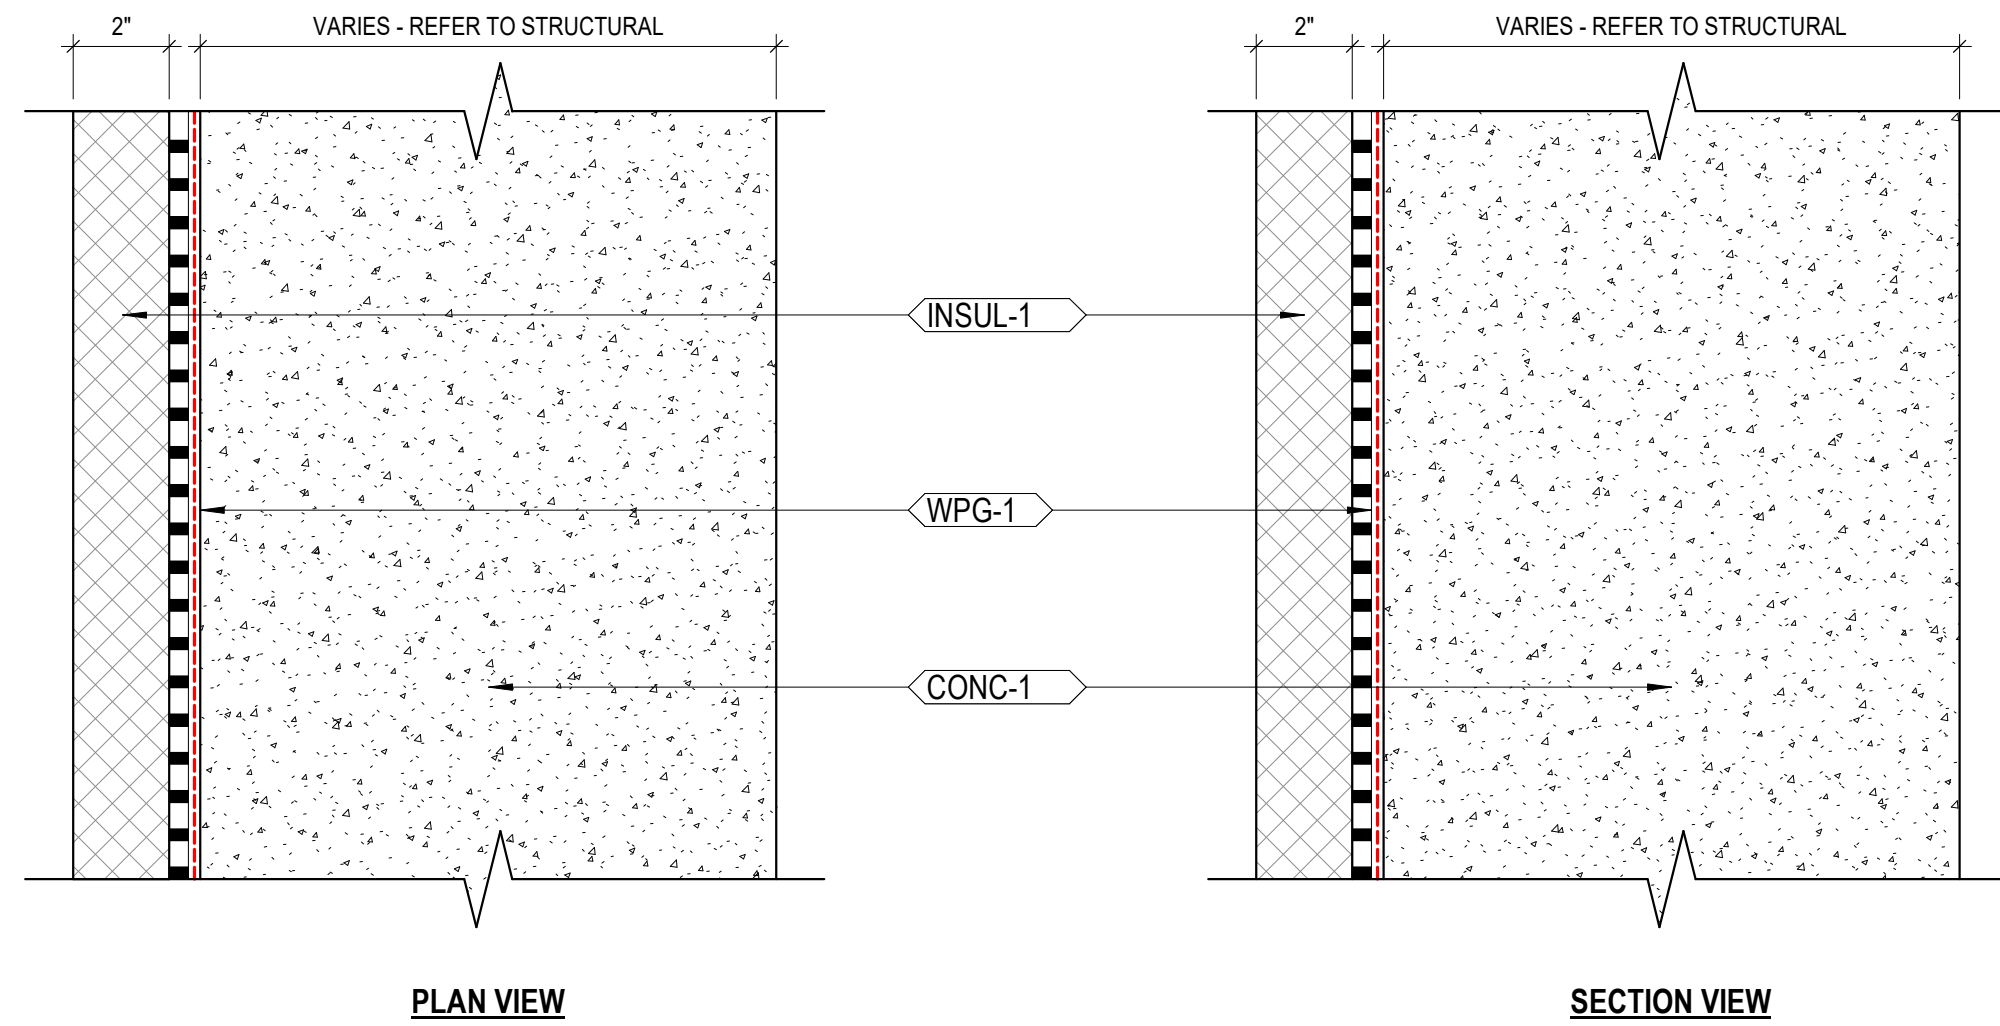 2"
VARIES - REFER TO STRUCTURAL
2"
VARIES - REFER TO STRUCTURAL
INSUL-1
WPG-1
CONC-1
PLAN VIEW
SECTION VIEW